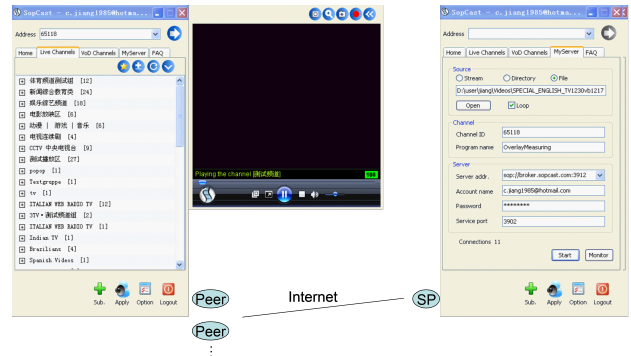 SopCast - c.jiang1985@hotma...
Address 65118
Home Live Channels VoD Channels MyServer FAQ
体育频道测试组 [12]
新闻综合教育类 [24]
娱乐综艺频道 [18]
电影放映区 [6]
动漫 | 游戏 | 音乐 [6]
电视连续剧 [4]
CCTV 中央电视台 [9]
测试播放区 [27]
popop [1]
Testgruppe [1]
tv [1]
ITALIAN WEB RADIO TV [12]
3TV·测试频道组 [2]
ITALIAN WEB RADIO TV [1]
Indian TV [1]
Brazilians [4]
Spanish Videos [1]
Sub. Apply Option Logout
Playing the channel [测试频道]
100
Peer
Peer
⋮
Internet
SP
SopCast - c.jiang1985@hotma...
Address
Home Live Channels VoD Channels MyServer FAQ
Source
Stream Directory File
D:\user\jiang\Videos\SPECIAL_ENGLISH_TV1230vb1217
Open Loop
Channel
Channel ID 65118
Program name OverlayMeasuring
Server
Server addr. sop://broker.sopcast.com:3912
Account name c.jiang1985@hotmail.com
Password ********
Service port 3902
Connections 11
Start Monitor
Sub. Apply Option Logout